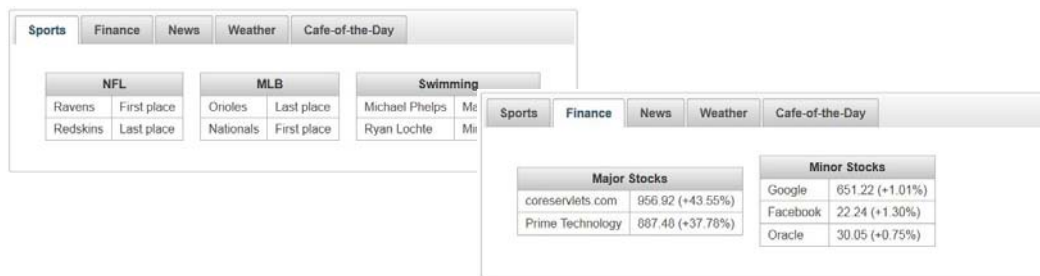 Sports Finance News Weather Cafe-of-the-Day
NFL
Ravens First place
Redskins Last place
MLB
Orioles Last place
Nationals First place
Swimming
Michael Phelps
Ryan Lochte
Sports Finance News Weather Cafe-of-the-Day
Major Stocks
coreservlets.com 956.92 (+43.55%)
Prime Technology 887.48 (+37.78%)
Minor Stocks
Google 651.22 (+1.01%)
Facebook 22.24 (+1.30%)
Oracle 30.05 (+0.75%)